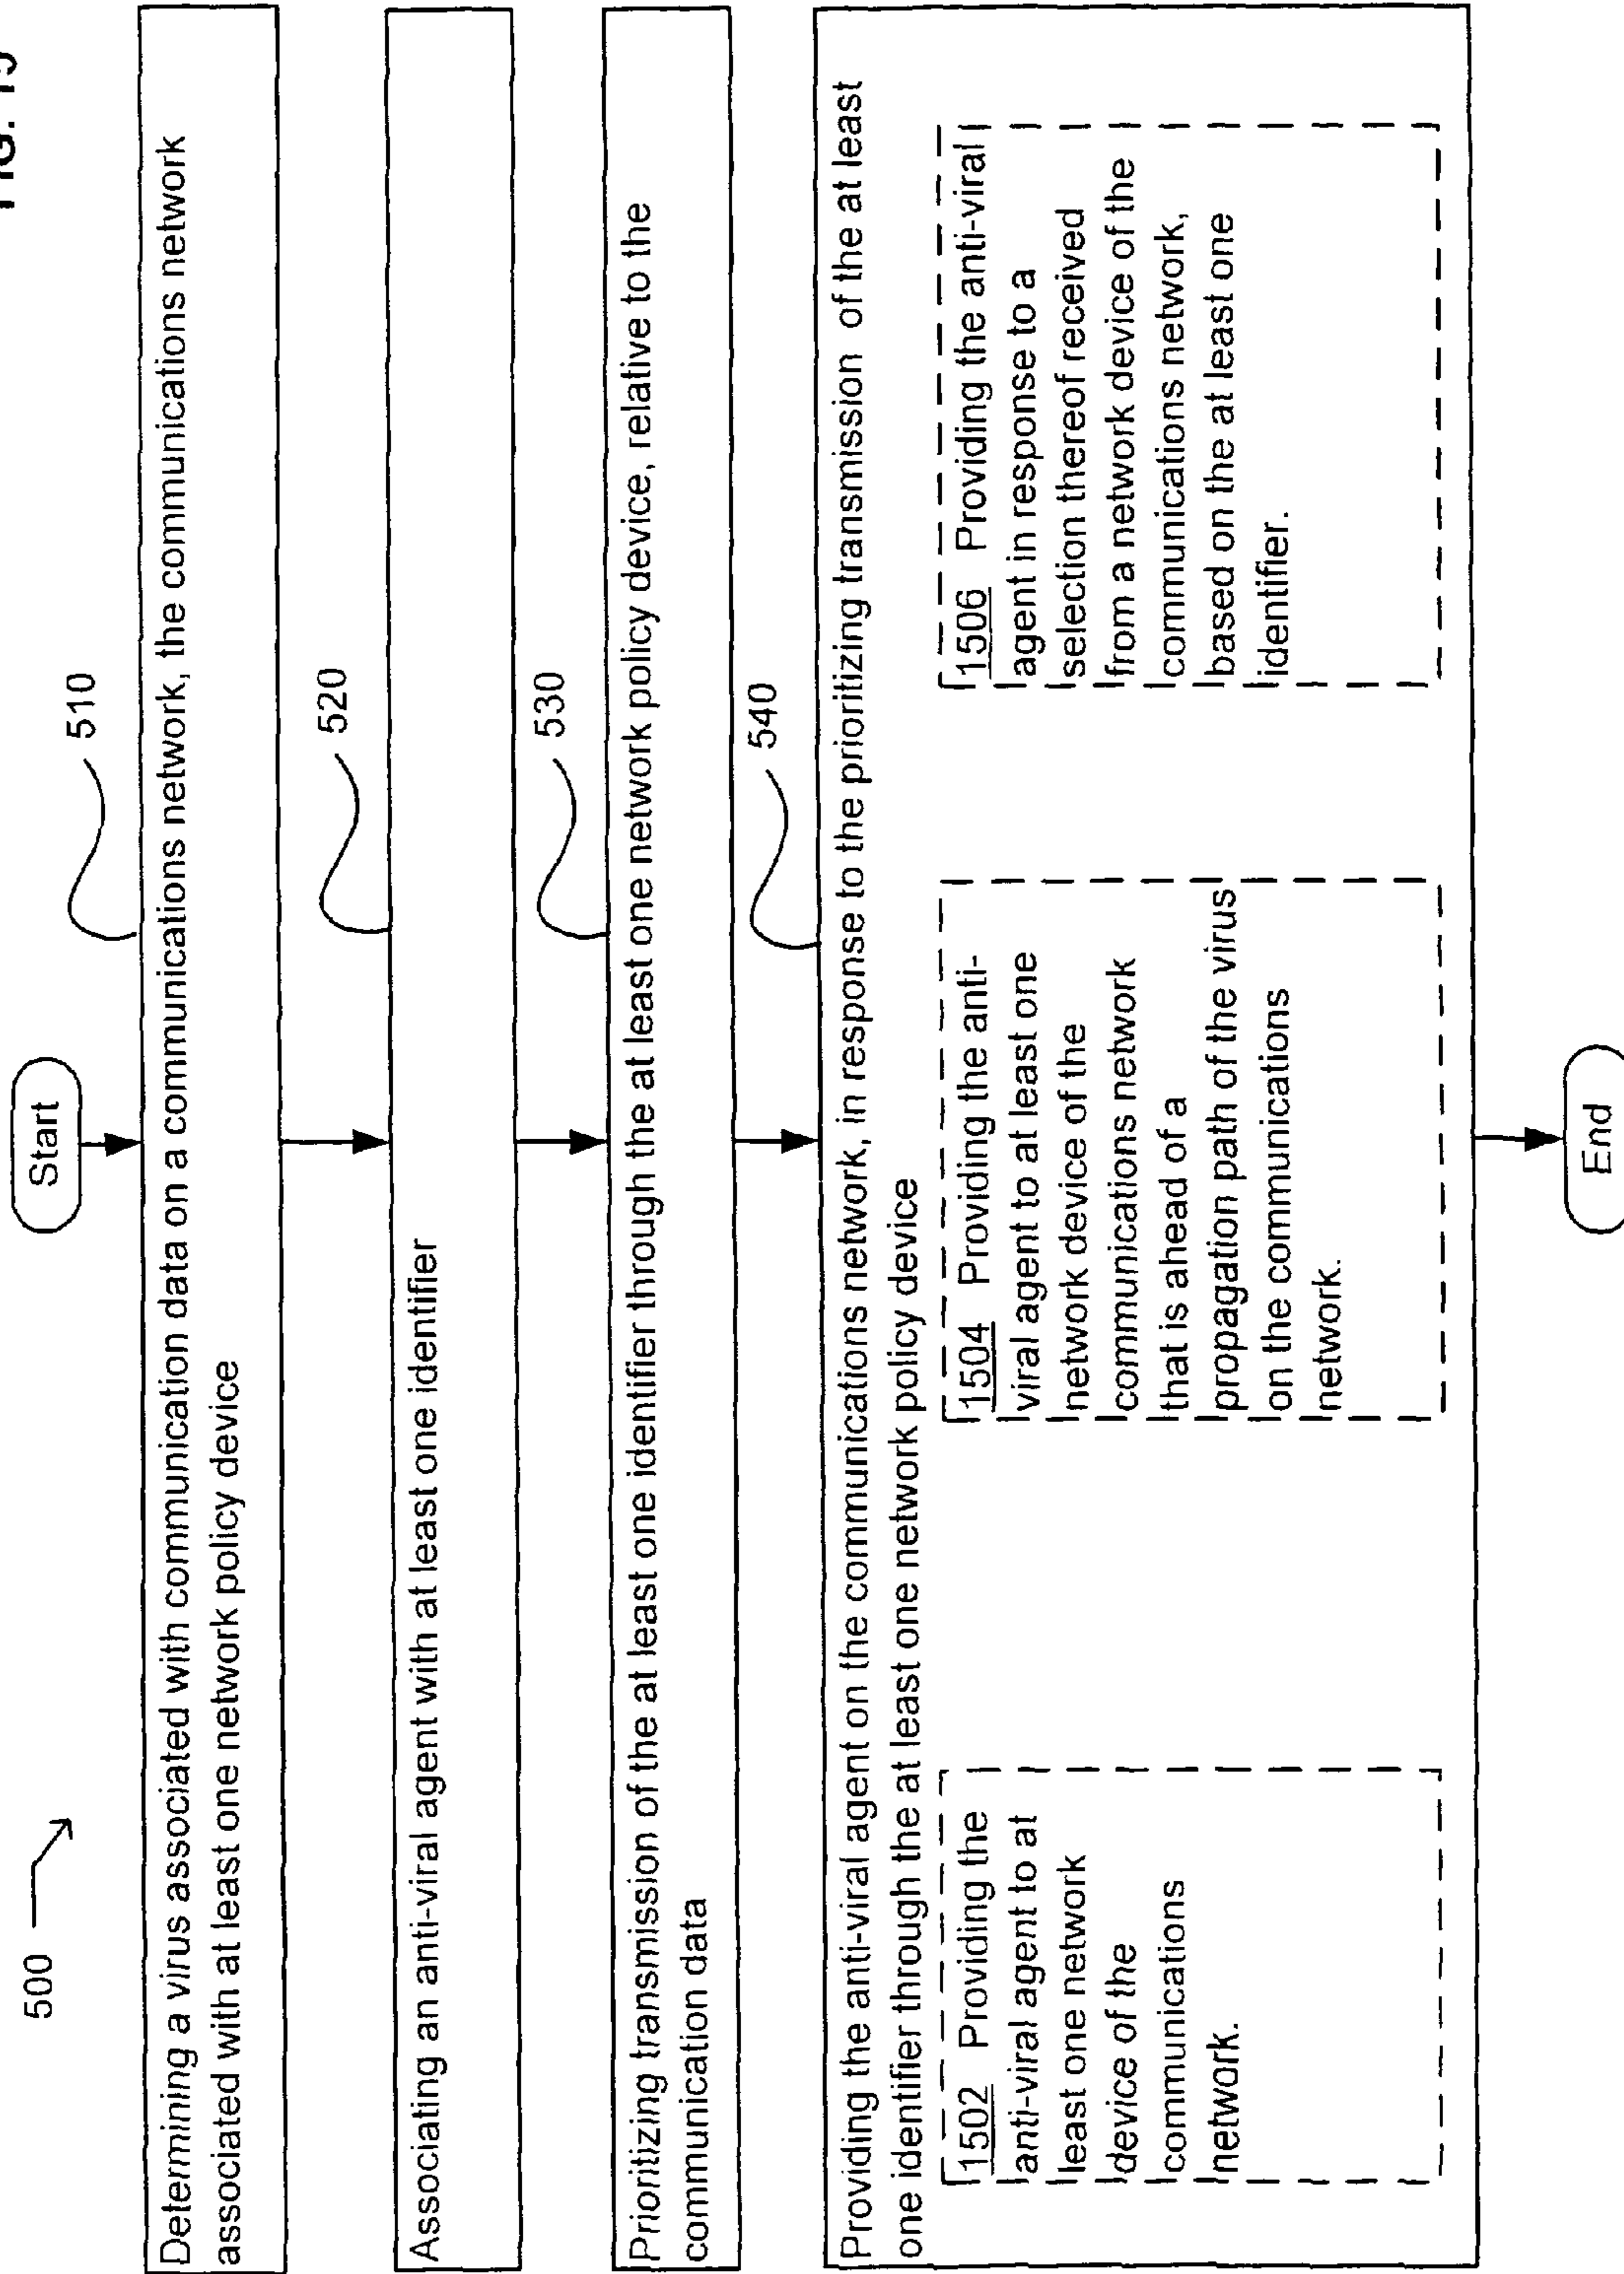 FIG. 15
500
Start
510
Determining a virus associated with communication data on a communications network, the communications network
associated with at least one network policy device
520
Associating an anti-viral agent with at least one identifier
530
Prioritizing transmission of the at least one identifier through the at least one network policy device, relative to the
communication data
540
Providing the anti-viral agent on the communications network, in response to the prioritizing transmission of the at least
one identifier through the at least one network policy device
1502 Providing the
anti-viral agent to at
least one network
device of the
communications
network.
1504 Providing the anti-
viral agent to at least one
network device of the
communications network
that is ahead of a
propagation path of the virus
on the communications
network.
1506 Providing the anti-viral
agent in response to a
selection thereof received
from a network device of the
communications network,
based on the at least one
identifier.
End